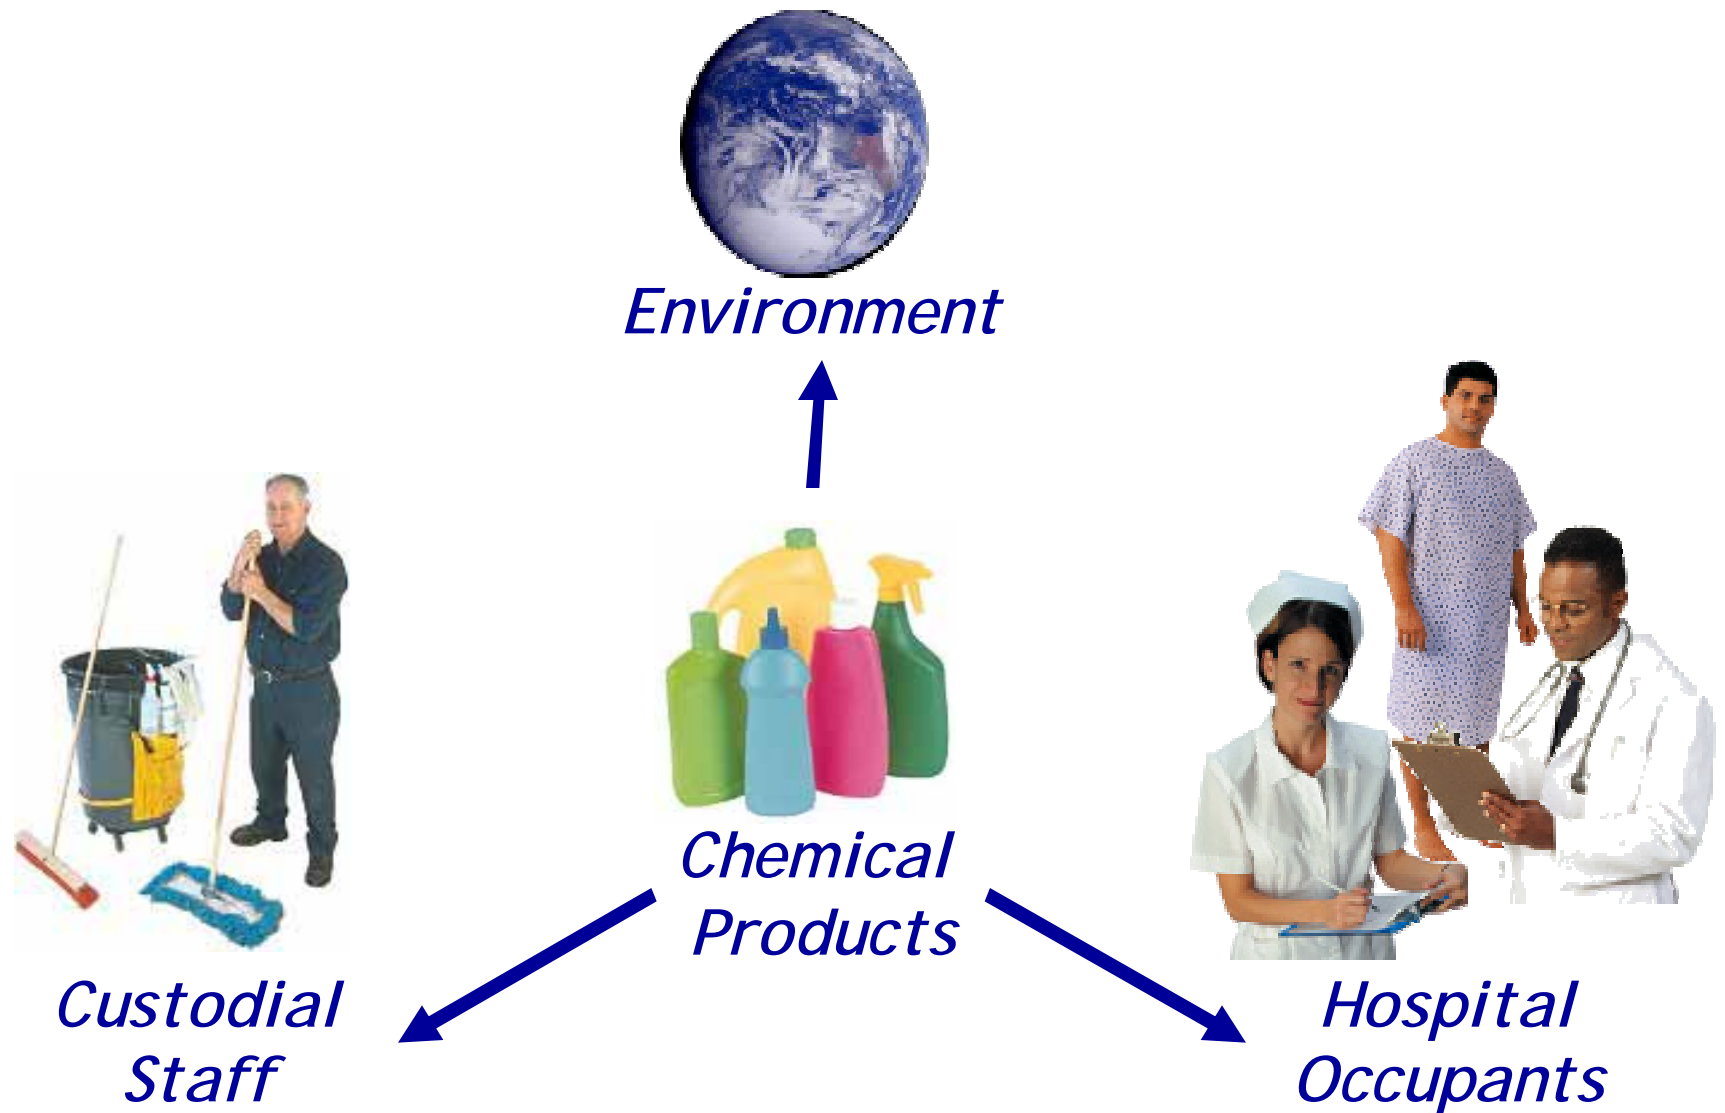 Environment
Chemical
Products
Custodial
Staff
Hospital
Occupants